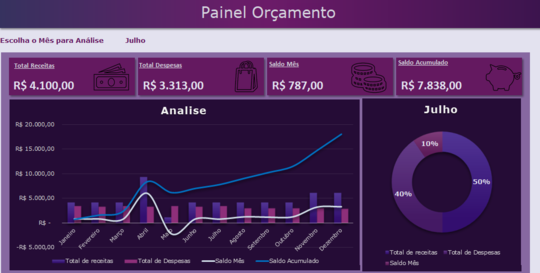 Painel Orçamento
Escolha o Mês para Análise Julho
Total Receitas
R$ 4.100,00
Total Despesas
R$ 3.313,00
Saldo Mês
R$ 787,00
Saldo Acumulado
R$ 7.838,00
Analise
R$ 20.000,00
R$ 15.000,00
R$ 10.000,00
R$ 5.000,00
R$ -
-R$ 5.000,00
Janeiro
Fevereiro
Março
Abril
Maio
Junho
Julho
Agosto
Setembro
Outubro
Novembro
Dezembro
Total de receitas Total de Despesas Saldo Mês Saldo Acumulado
Julho
10%
50%
40%
Total de receitas Total de Despesas
Saldo Mês